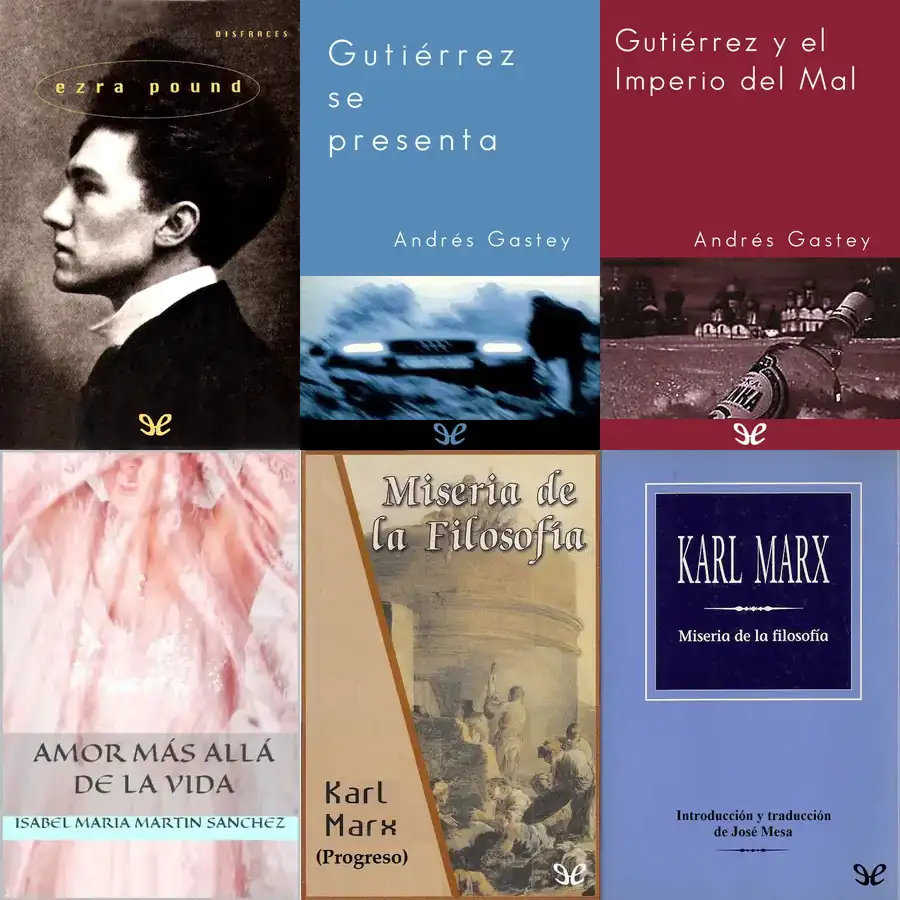 DISFRACES
ezra pound
Gutiérrez
se
presenta
Andrés Gastey
Gutiérrez y el
Imperio del Mal
Andrés Gastey
AMOR MÁS ALLÁ
DE LA VIDA
ISABEL MARIA MARTIN SANCHEZ
Miseria de
la Filosofía
Karl
Marx
(Progreso)
KARL MARX
Miseria de la filosofía
Introducción y traducción
de José Mesa